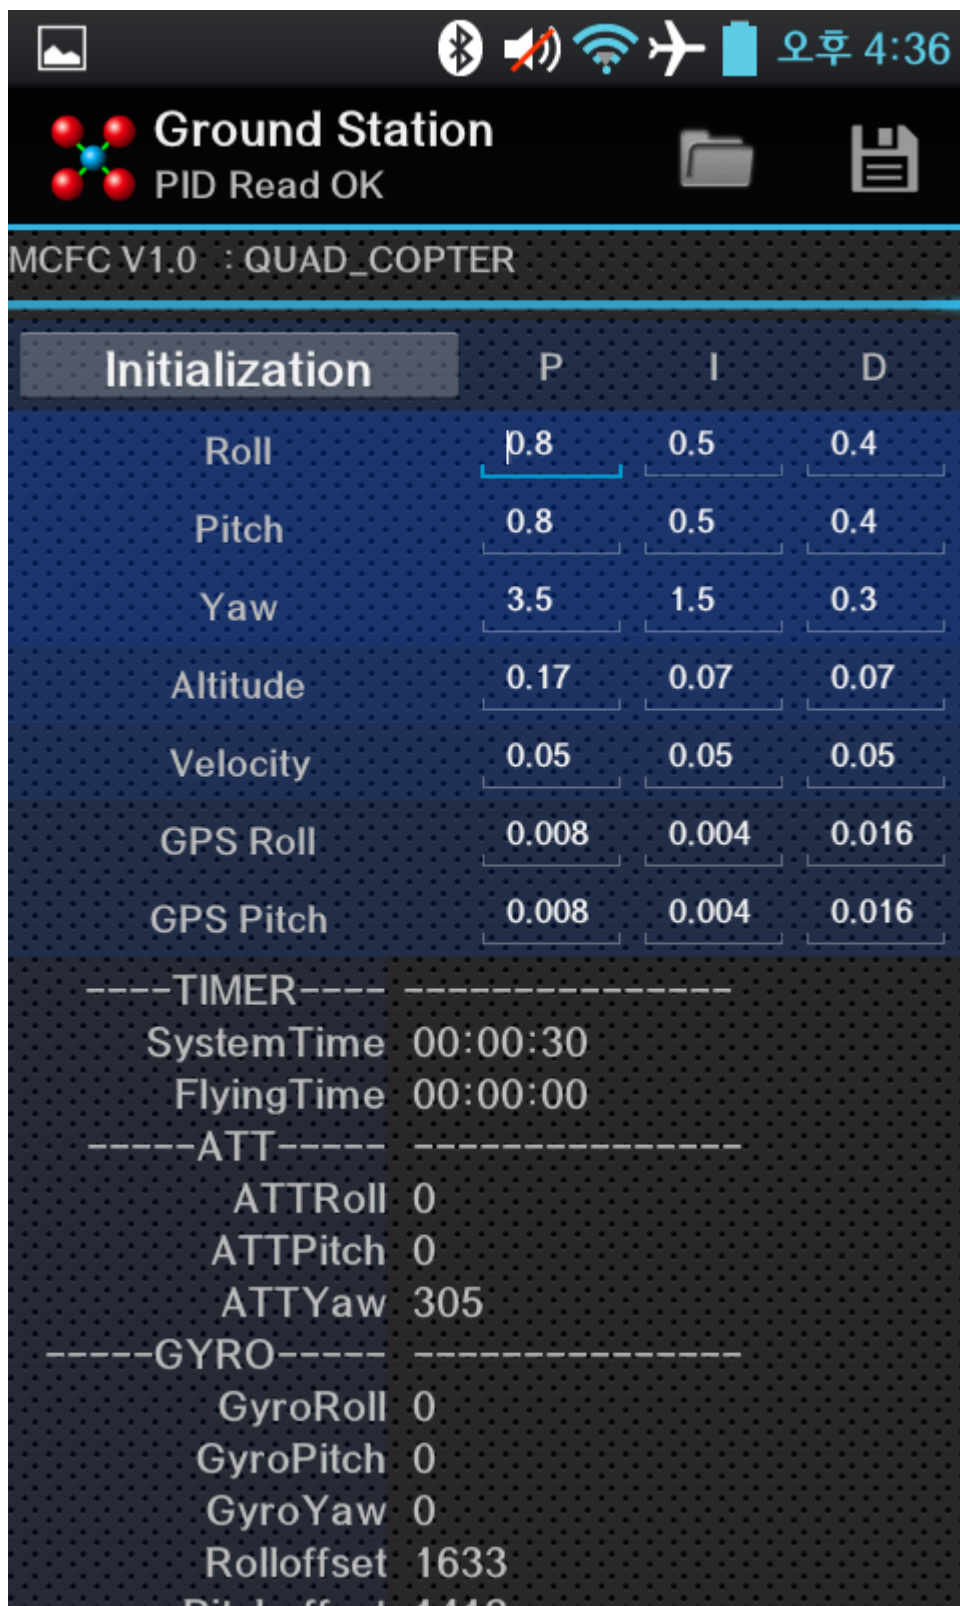 오후 4:36
Ground Station
PID Read OK
MCFC V1.0 : QUAD_COPTER
Initialization P I D
Roll 0.8 0.5 0.4
Pitch 0.8 0.5 0.4
Yaw 3.5 1.5 0.3
Altitude 0.17 0.07 0.07
Velocity 0.05 0.05 0.05
GPS Roll 0.008 0.004 0.016
GPS Pitch 0.008 0.004 0.016
----TIMER---- ---------------
SystemTime 00:00:30
FlyingTime 00:00:00
-----ATT----- ---------------
ATTRoll 0
ATTPitch 0
ATTYaw 305
-----GYRO----- ---------------
GyroRoll 0
GyroPitch 0
GyroYaw 0
Rolloffset 1633